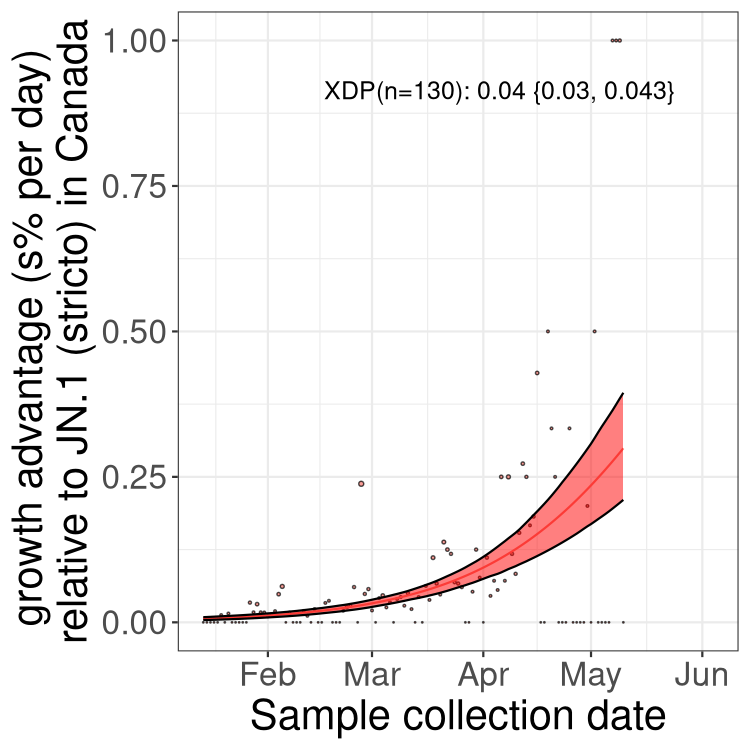 growth advantage (s% per day)
relative to JN.1 (stricto) in Canada
1.00
0.75
0.50
0.25
0.00
XDP(n=130): 0.04 {0.03, 0.043}
Feb Mar Apr May Jun
Sample collection date